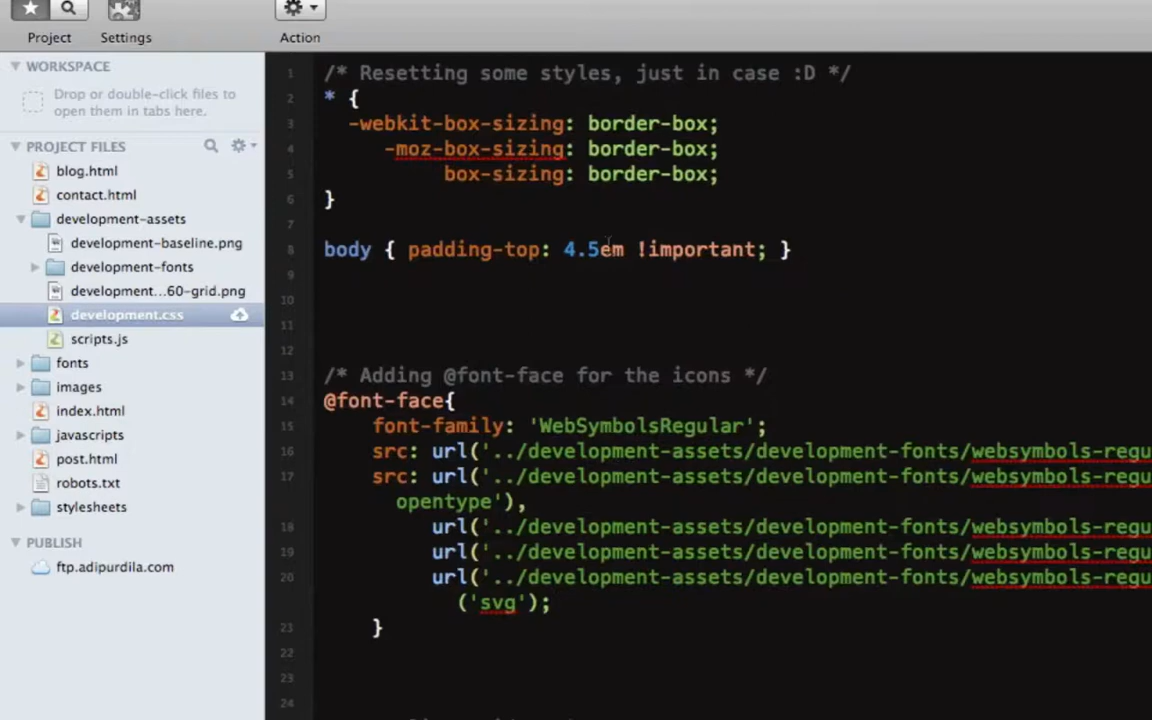 Project
Settings
Action
WORKSPACE
Drop or double-click files to
open them in tabs here.
PROJECT FILES
blog.html
contact.html
development-assets
development-baseline.png
development-fonts
development...60-grid.png
development.css
scripts.js
fonts
images
index.html
javascripts
post.html
robots.txt
stylesheets
PUBLISH
ftp.adipurdila.com
1 /* Resetting some styles, just in case :D */
2 * {
3 -webkit-box-sizing: border-box;
4 -moz-box-sizing: border-box;
5 box-sizing: border-box;
6 }
7
8 body { padding-top: 4.5em !important; }
9
10
11
12
13 /* Adding @font-face for the icons */
14 @font-face{
15 font-family: 'WebSymbolsRegular';
16 src: url('../development-assets/development-fonts/websymbols-regu
17 src: url('../development-assets/development-fonts/websymbols-regu
opentype'),
18 url('../development-assets/development-fonts/websymbols-regu
19 url('../development-assets/development-fonts/websymbols-regu
20 url('../development-assets/development-fonts/websymbols-regu
('svg');
23 }
22
23
24